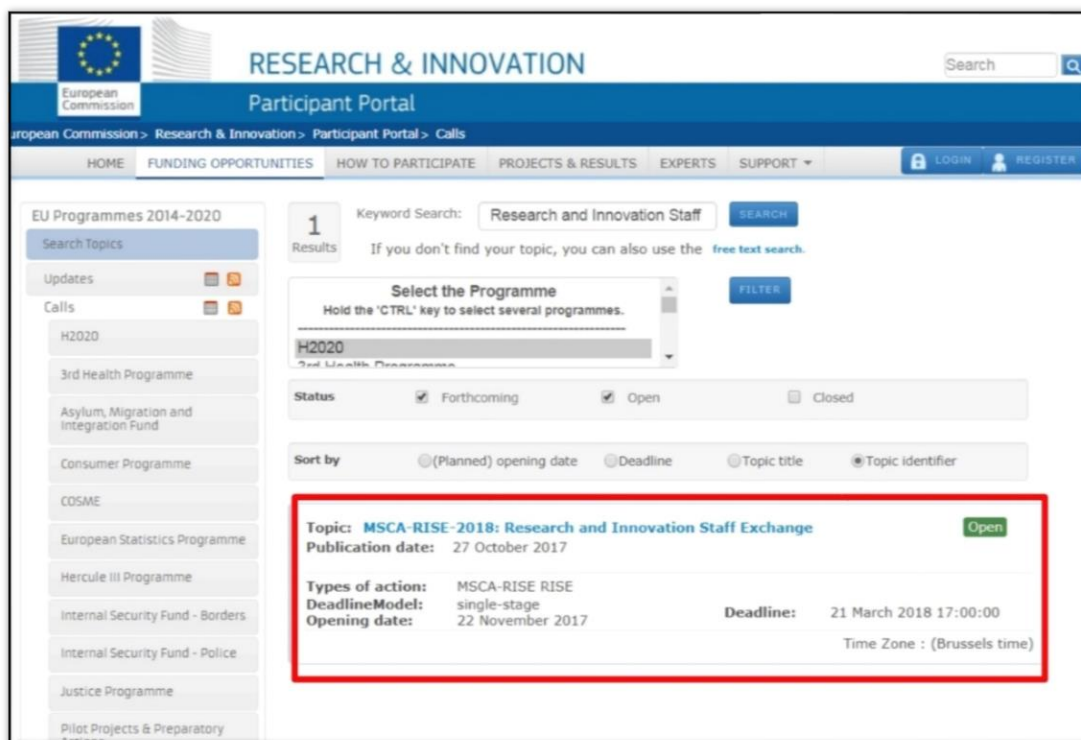 RESEARCH & INNOVATION
Search
European
Commission
Participant Portal
uropean Commission > Research & Innovation > Participant Portal > Calls
HOME FUNDING OPPORTUNITIES HOW TO PARTICIPATE PROJECTS & RESULTS EXPERTS SUPPORT LOGIN REGISTER
EU Programmes 2014-2020
Search Topics
Updates
Calls
H2020
3rd Health Programme
Asylum, Migration and
Integration Fund
Consumer Programme
COSME
European Statistics Programme
Hercule III Programme
Internal Security Fund - Borders
Internal Security Fund - Police
Justice Programme
Pilot Projects & Preparatory
1
Results
Keyword Search: Research and Innovation Staff SEARCH
If you don't find your topic, you can also use the free text search.
Select the Programme
Hold the 'CTRL' key to select several programmes.
H2020
3rd Health Programme
FILTER
Status Forthcoming Open Closed
Sort by (Planned) opening date Deadline Topic title Topic identifier
Topic: MSCA-RISE-2018: Research and Innovation Staff Exchange Open
Publication date: 27 October 2017
Types of action: MSCA-RISE RISE
DeadlineModel: single-stage
Opening date: 22 November 2017
Deadline: 21 March 2018 17:00:00
Time Zone : (Brussels time)